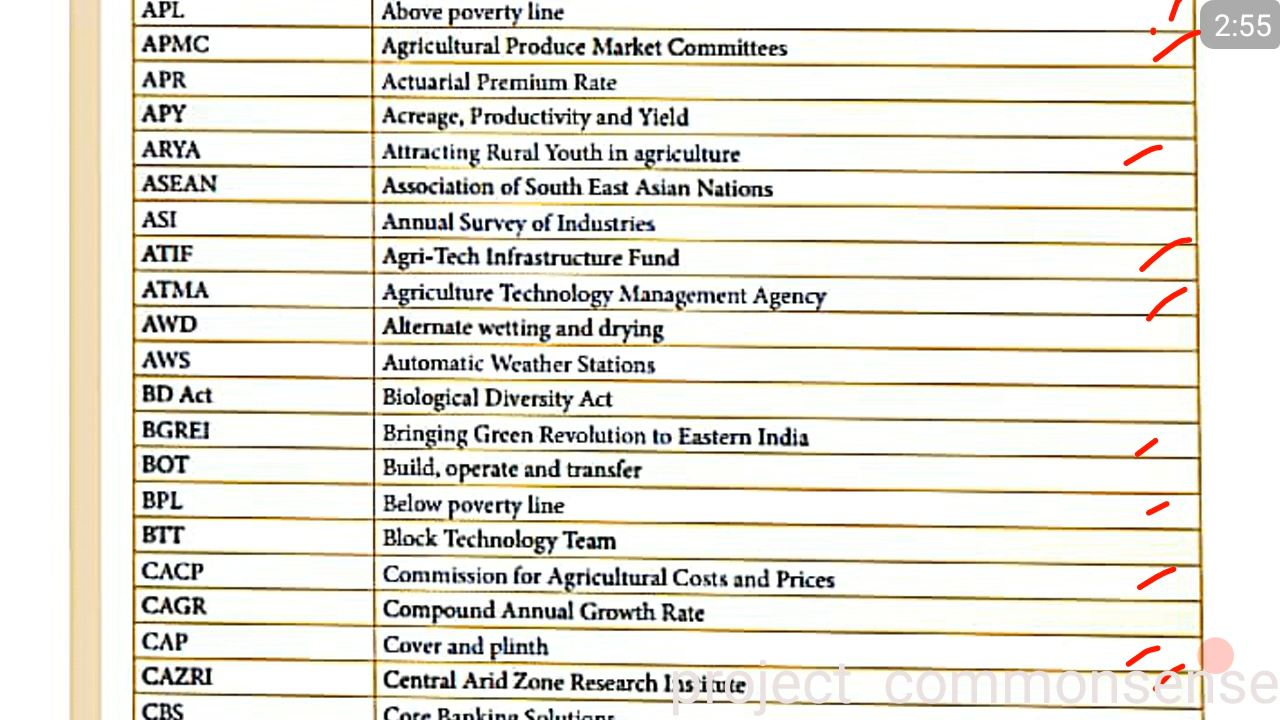 APL Above poverty line
2:55
APMC Agricultural Produce Market Committees
APR Actuarial Premium Rate
APY Acreage, Productivity and Yield
ARYA Attracting Rural Youth in agriculture
ASEAN Association of South East Asian Nations
ASI Annual Survey of Industries
ATIF Agri-Tech Infrastructure Fund
ATMA Agriculture Technology Management Agency
AWD Alternate wetting and drying
AWS Automatic Weather Stations
BD Act Biological Diversity Act
BGREI Bringing Green Revolution to Eastern India
BOT Build, operate and transfer
BPL Below poverty line
BTT Block Technology Team
CACP Commission for Agricultural Costs and Prices
CAGR Compound Annual Growth Rate
CAP Cover and plinth
CAZRI Central Arid Zone Research Institute
project commonsense
CBS Core Banking Solutions